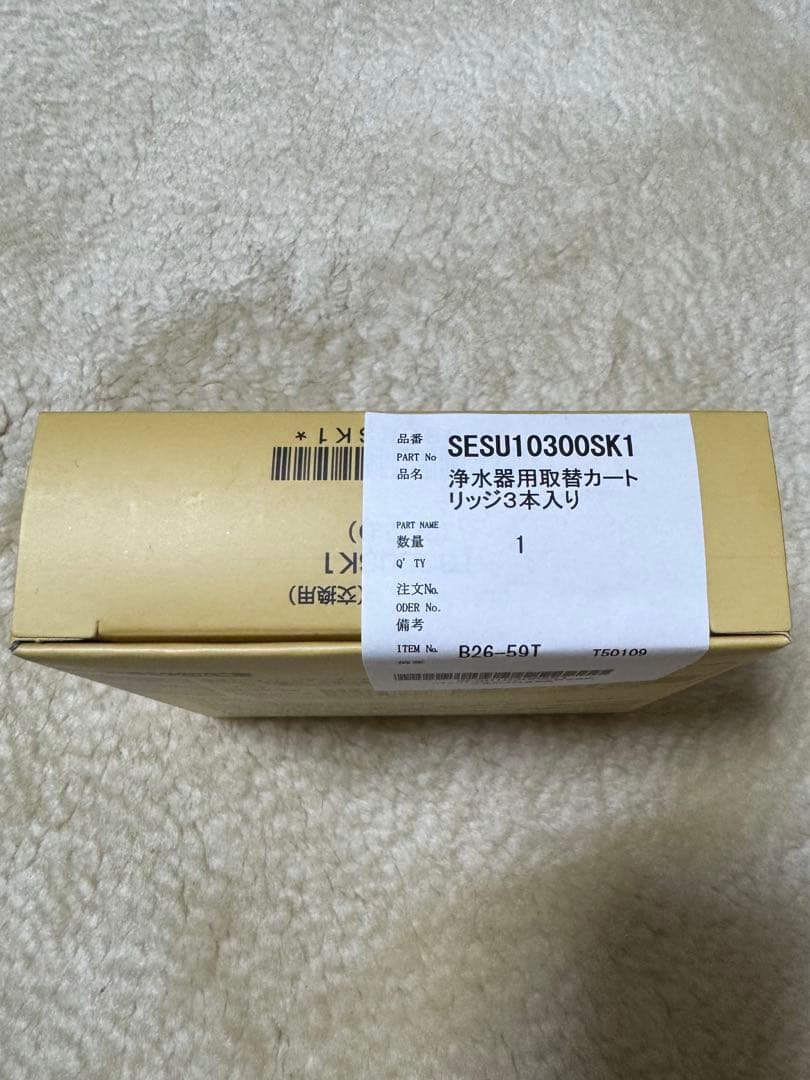 品番
PART No
SESU10300SK1
品名
浄水器用取替カート
リッジ3本入り
PART NAME
数量
1
Q'TY
注文No.
ODER No.
備考
ITEM No.
B26-59T
T50109
SK1*
SK1
(交換用)